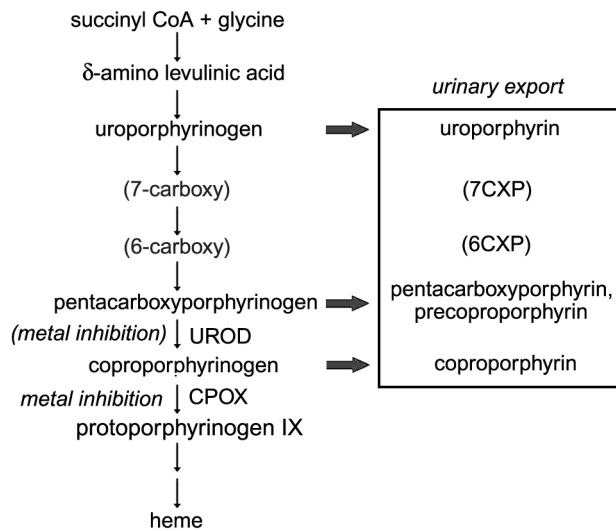 succinyl CoA + glycine
δ-amino levulinic acid
urinary export
uroporphyrinogen
uroporphyrin
(7-carboxy)
(7CXP)
(6-carboxy)
(6CXP)
pentacarboxyporphyrinogen
pentacarboxyporphyrin,
precoproporphyrin
(metal inhibition) UROD
coproporphyrinogen
coproporphyrin
metal inhibition CPOX
protoporphyrinogen IX
heme